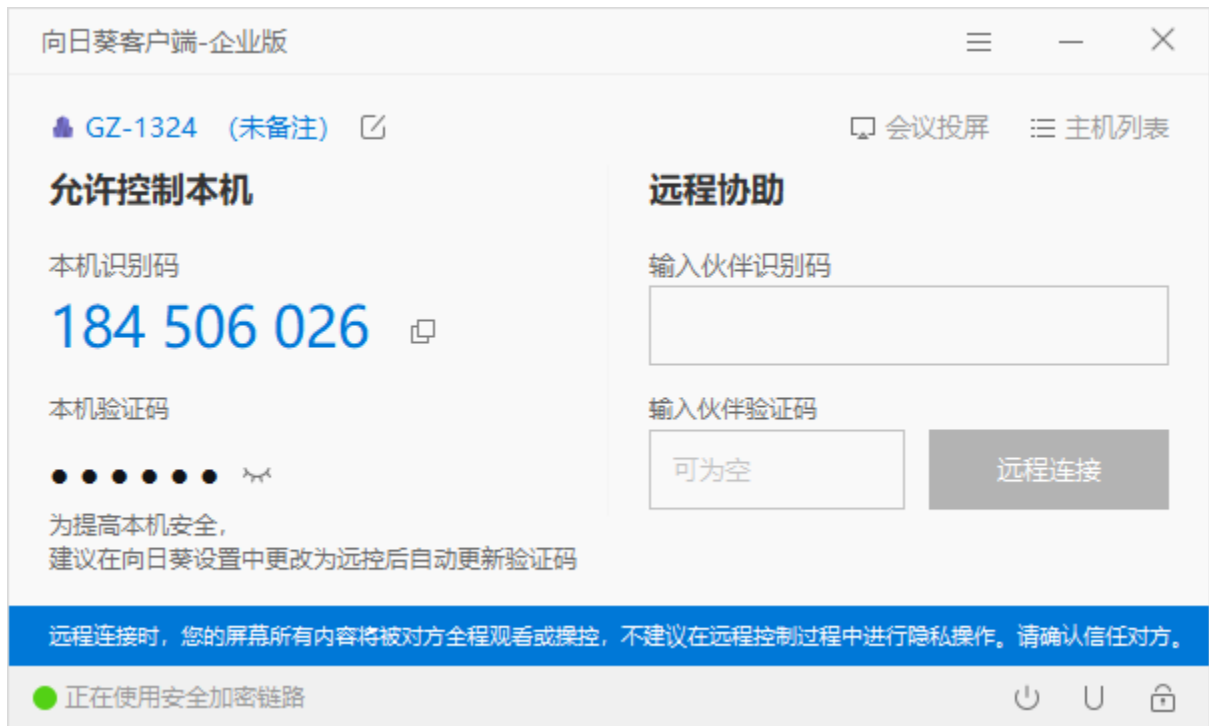 向日葵客户端-企业版
GZ-1324 (未备注)
会议投屏
主机列表
允许控制本机
本机识别码
184 506 026
本机验证码
为提高本机安全,
建议在向日葵设置中更改为远控后自动更新验证码
远程协助
输入伙伴识别码
输入伙伴验证码
可为空
远程连接
远程连接时,您的屏幕所有内容将被对方全程观看或操控,不建议在远程控制过程中进行隐私操作。请确认信任对方。
正在使用安全加密链路